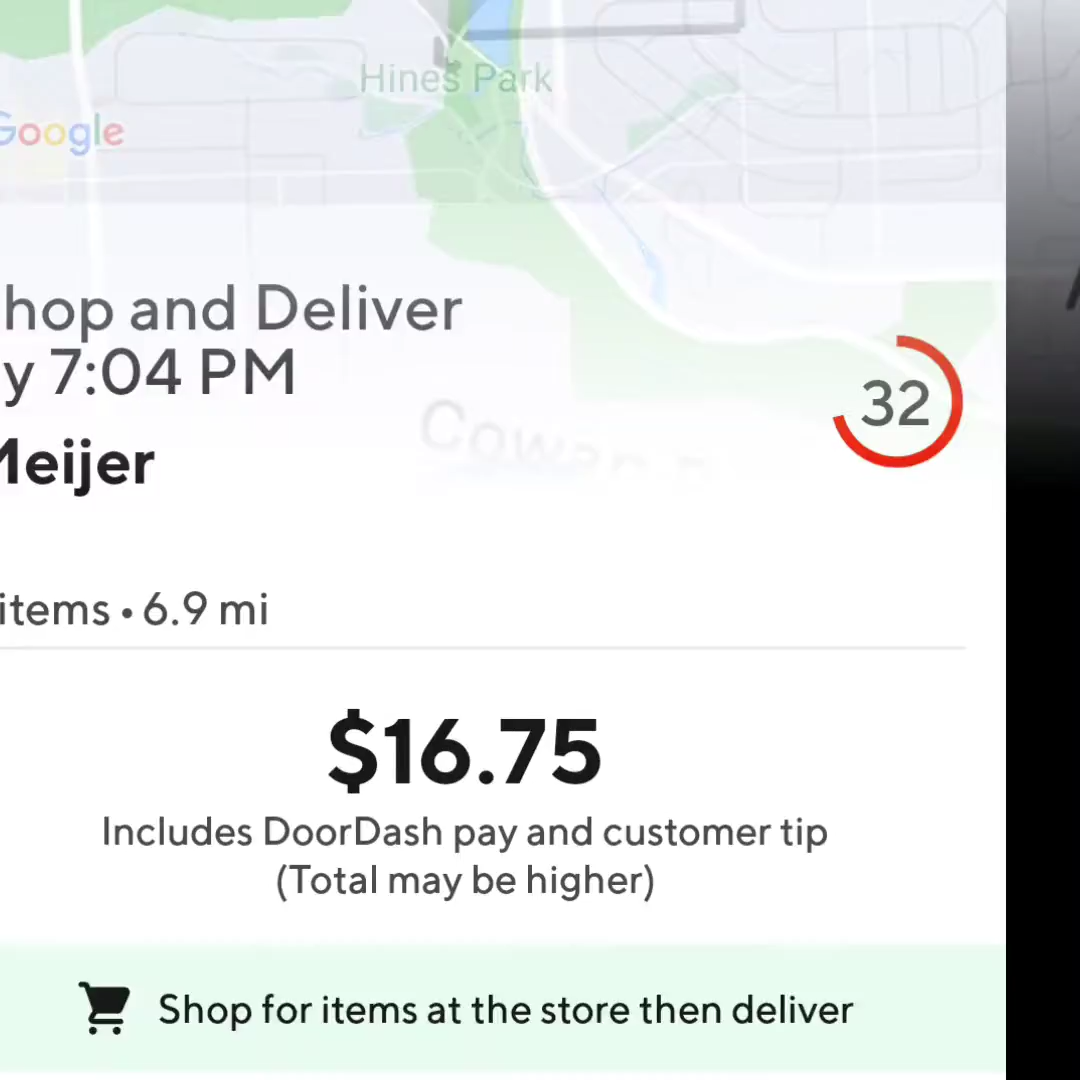 Hines Park
Google
hop and Deliver
y 7:04 PM
32
Meijer
items • 6.9 mi
$16.75
Includes DoorDash pay and customer tip
(Total may be higher)
Shop for items at the store then deliver